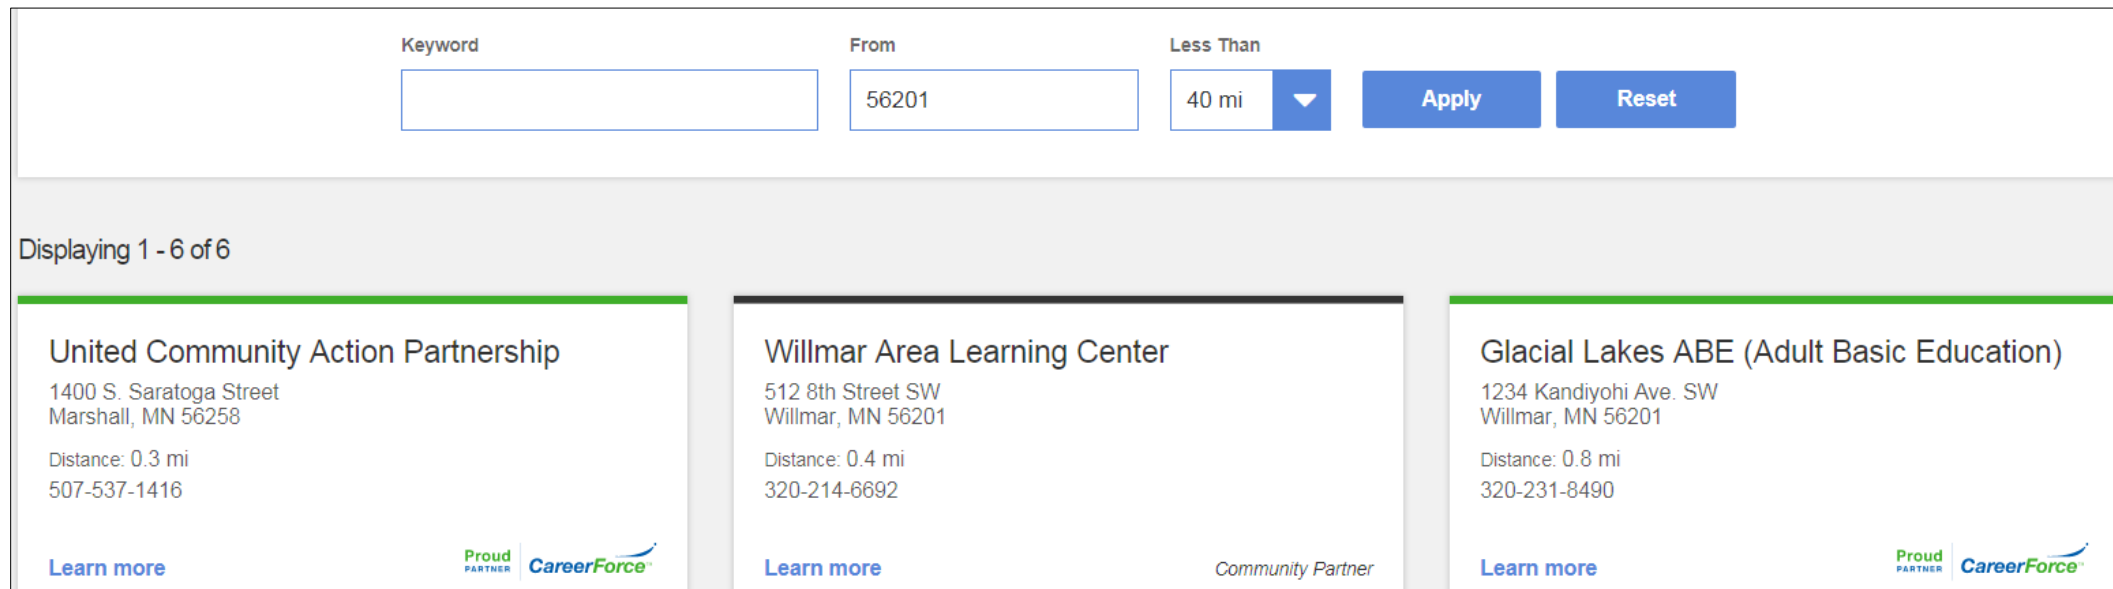 Keyword
From
Less Than
56201
40 mi
Apply
Reset
Displaying 1 - 6 of 6
United Community Action Partnership
1400 S. Saratoga Street
Marshall, MN 56258
Distance: 0.3 mi
507-537-1416
Learn more
Proud
PARTNER
CareerForce
Willmar Area Learning Center
512 8th Street SW
Willmar, MN 56201
Distance: 0.4 mi
320-214-6692
Learn more
Community Partner
Glacial Lakes ABE (Adult Basic Education)
1234 Kandiyohi Ave. SW
Willmar, MN 56201
Distance: 0.8 mi
320-231-8490
Learn more
Proud
PARTNER
CareerForce